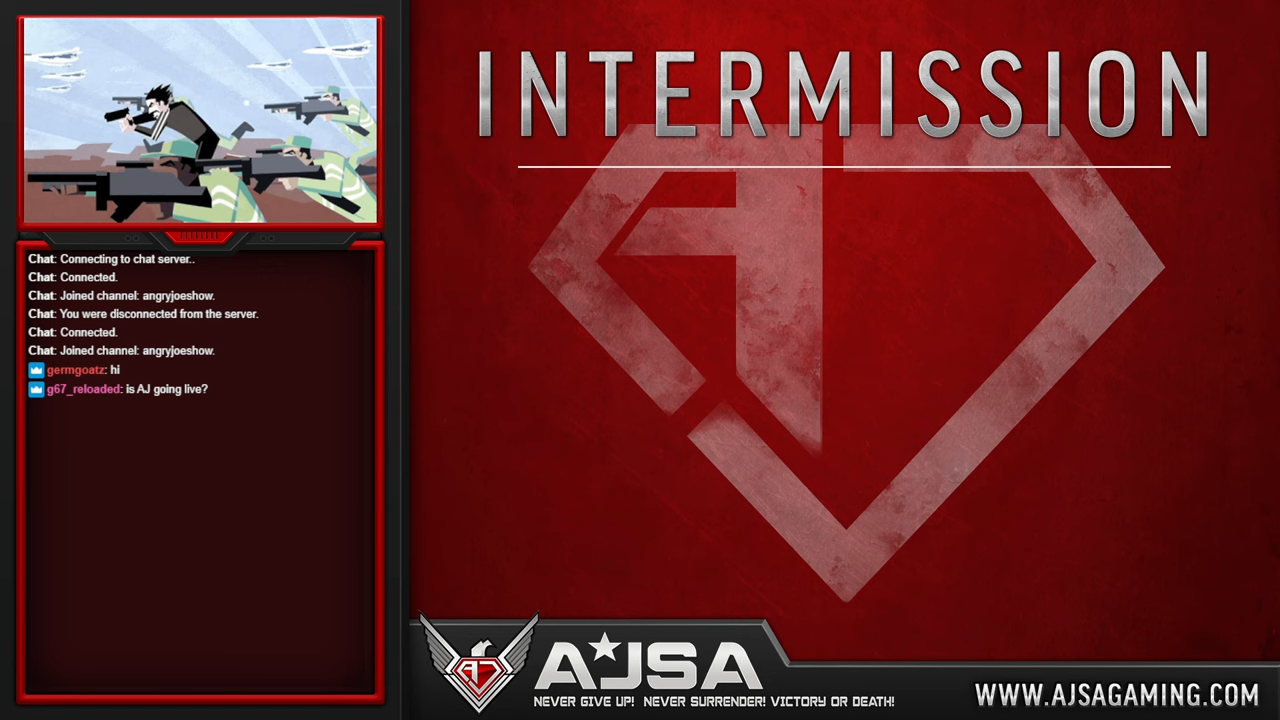 INTERMISSION
Chat: Connecting to chat server..
Chat: Connected.
Chat: Joined channel: angryjoeshow.
Chat: You were disconnected from the server.
Chat: Connected.
Chat: Joined channel: angryjoeshow.
germgoatz: hi
g67_reloaded: is AJ going live?
A★JSA
NEVER GIVE UP! NEVER SURRENDER! VICTORY OR DEATH!
WWW.AJSAGAMING.COM